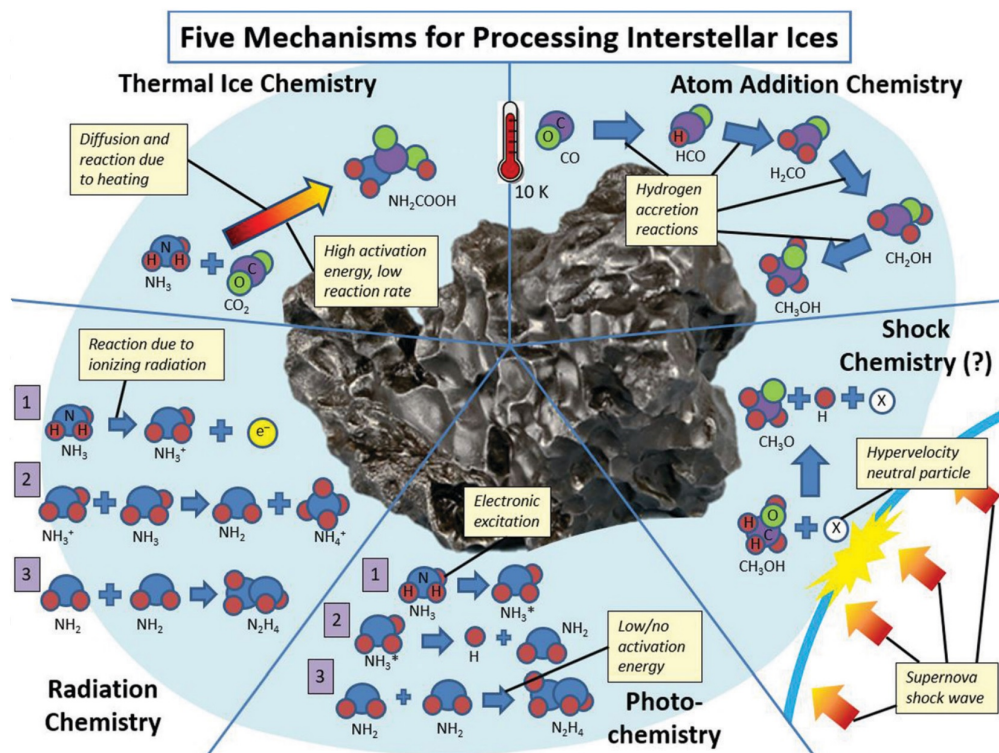 Five Mechanisms for Processing Interstellar Ices
Thermal Ice Chemistry
Diffusion and
reaction due
to heating
NH₂COOH
N
H H
NH₃
C
O
CO₂
High activation
energy, low
reaction rate
10 K
Atom Addition Chemistry
C
O
CO
H
HCO
H₂CO
Hydrogen
accretion
reactions
CH₂OH
CH₃OH
Shock
Chemistry (?)
H
X
CH₃O
Hypervelocity
neutral particle
O
H
H C
X
CH₃OH
Supernova
shock wave
Reaction due to
ionizing radiation
1
N
H H
NH₃
NH₃⁺
e⁻
2
NH₃⁺
NH₃
NH₂
NH₄⁺
3
NH₂
NH₂
N₂H₄
Radiation
Chemistry
Electronic
excitation
1
N
H H
NH₃
NH₃*
2
NH₃*
H
NH₂
Low/no
activation
energy
3
NH₂
NH₂
N₂H₄
Photo-
chemistry